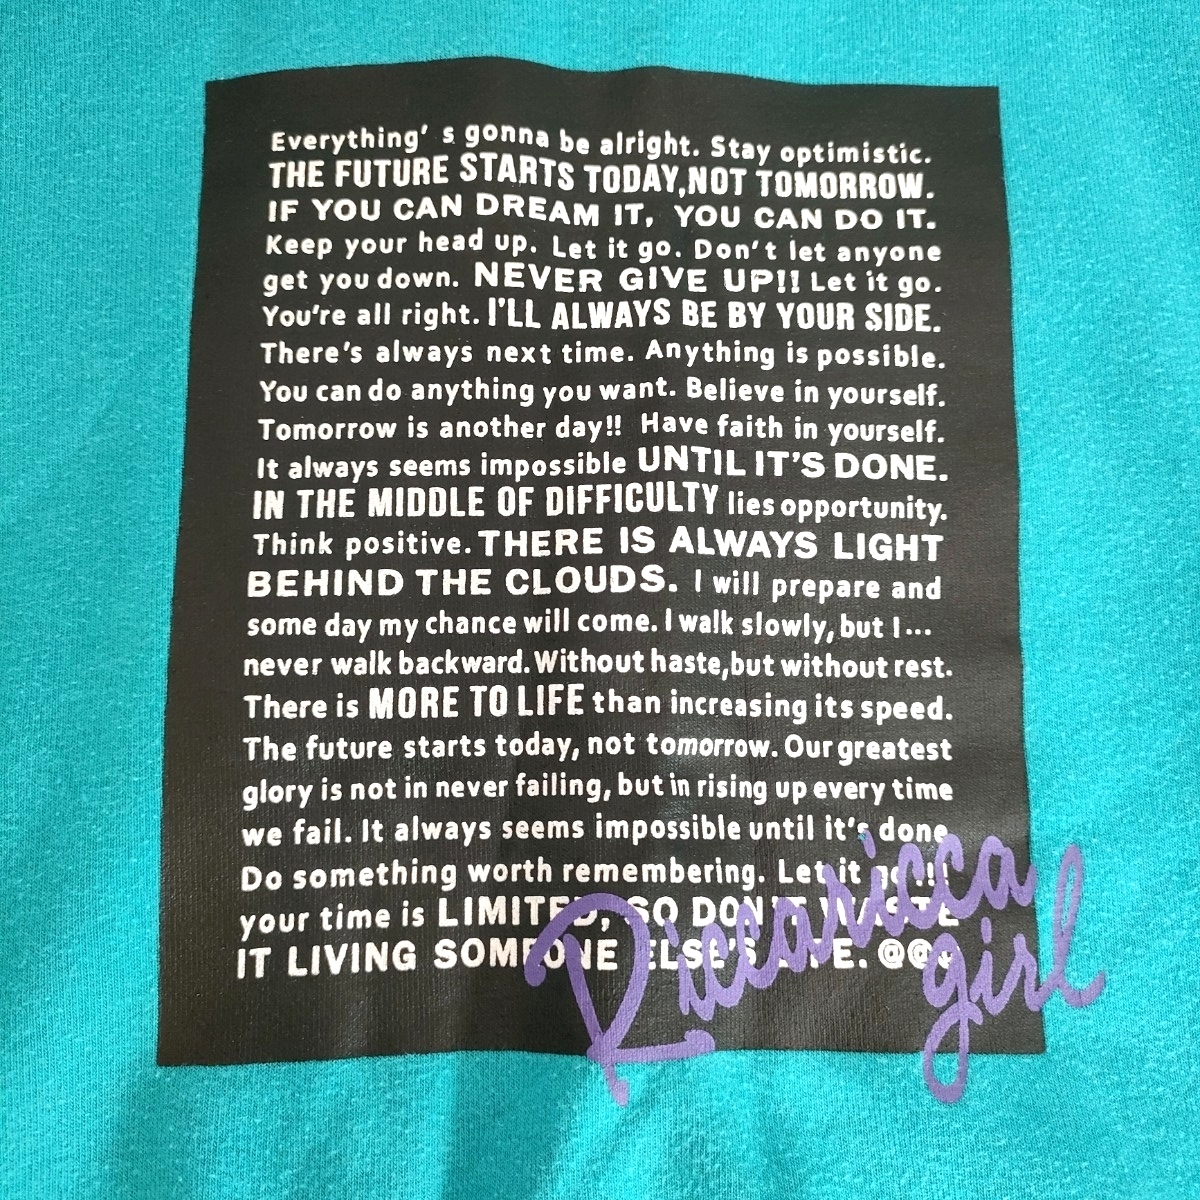 Everything' s gonna be alright. Stay optimistic.
THE FUTURE STARTS TODAY,NOT TOMORROW.
IF YOU CAN DREAM IT, YOU CAN DO IT.
Keep your head up. Let it go. Don't let anyone
get you down. NEVER GIVE UP!! Let it go.
You're all right. I'LL ALWAYS BE BY YOUR SIDE.
There's always next time. Anything is possible.
You can do anything you want. Believe in yourself.
Tomorrow is another day!! Have faith in yourself.
It always seems impossible UNTIL IT'S DONE.
IN THE MIDDLE OF DIFFICULTY lies opportunity.
Think positive. THERE IS ALWAYS LIGHT
BEHIND THE CLOUDS. I will prepare and
some day my chance will come. I walk slowly, but I...
never walk backward. Without haste, but without rest.
There is MORE TO LIFE than increasing its speed.
The future starts today, not tomorrow. Our greatest
glory is not in never failing, but in rising up every time
we fail. It always seems impossible until it's done
Do something worth remembering. Let it go!!!
your time is LIMITED, SO DON'T WASTE
IT LIVING SOMEONE ELSE'S LIFE. @@
Riccaricca
girl